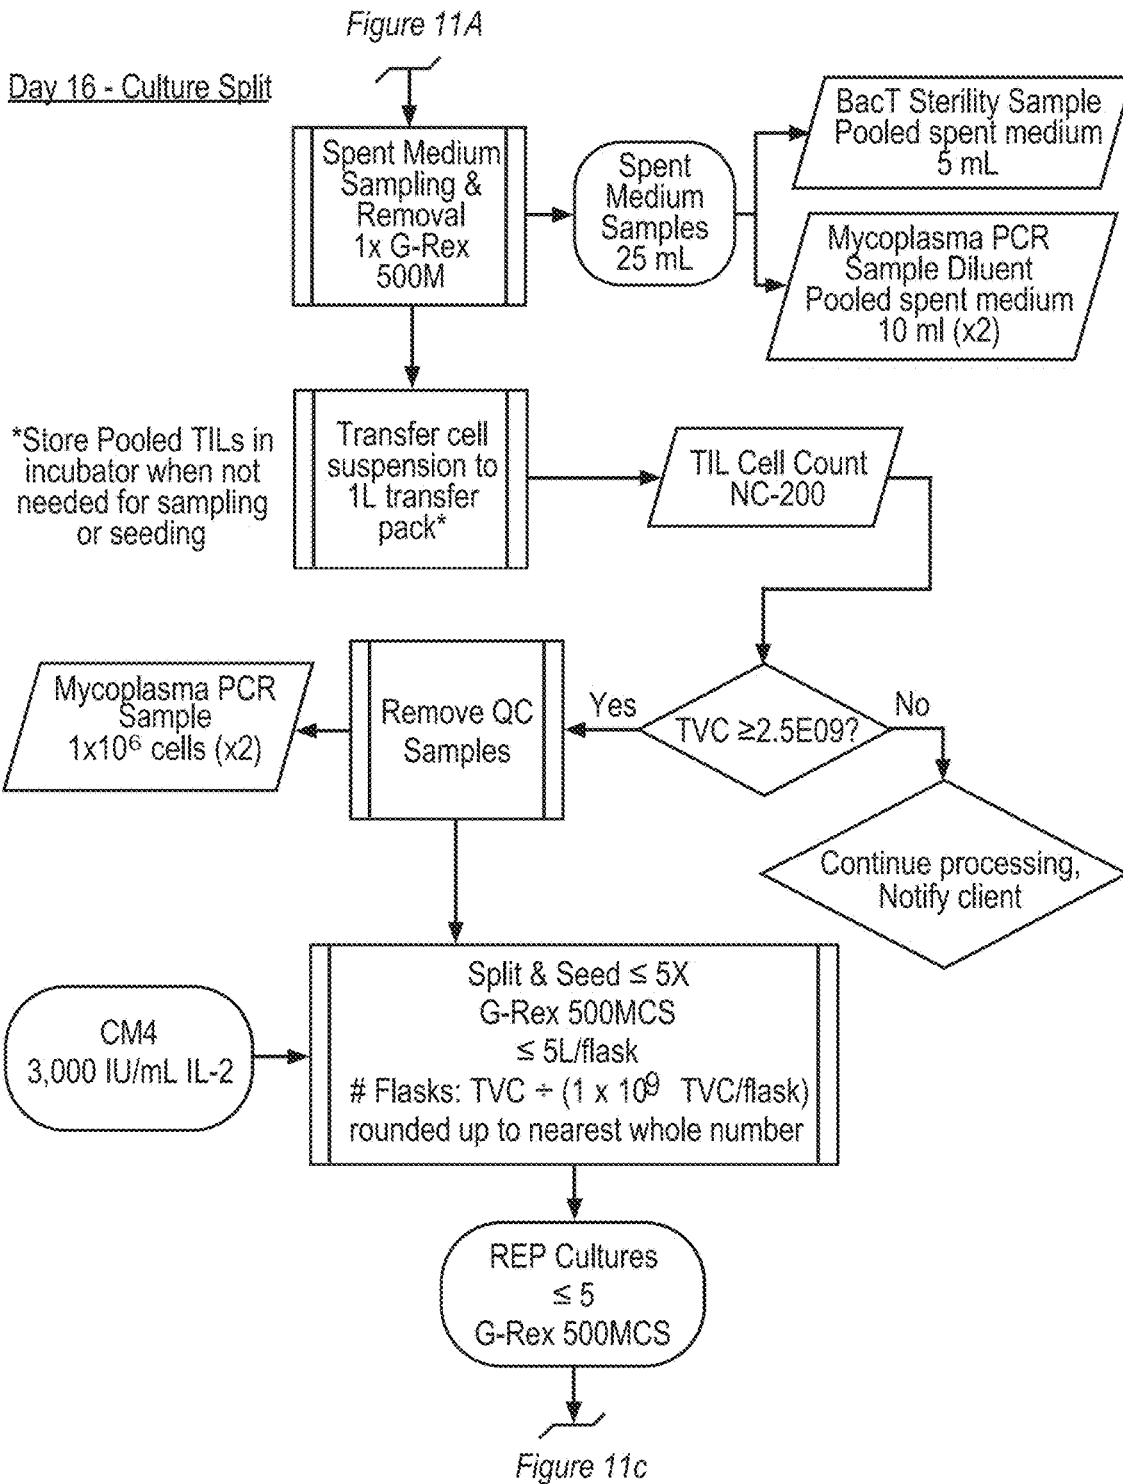 Figure 11A
Day 16 - Culture Split
Spent Medium
Sampling &
Removal
1x G-Rex
500M
Spent
Medium
Samples
25 mL
BacT Sterility Sample
Pooled spent medium
5 mL
Mycoplasma PCR
Sample Diluent
Pooled spent medium
10 ml (x2)
*Store Pooled TILs in
incubator when not
needed for sampling
or seeding
Transfer cell
suspension to
1L transfer
pack*
TIL Cell Count
NC-200
TVC ≥2.5E09?
Yes
No
Remove QC
Samples
Mycoplasma PCR
Sample
1x10⁶ cells (x2)
Continue processing,
Notify client
CM4
3,000 IU/mL IL-2
Split & Seed ≤ 5X
G-Rex 500MCS
≤ 5L/flask
# Flasks: TVC ÷ (1 x 10⁹ TVC/flask)
rounded up to nearest whole number
REP Cultures
≤ 5
G-Rex 500MCS
Figure 11c